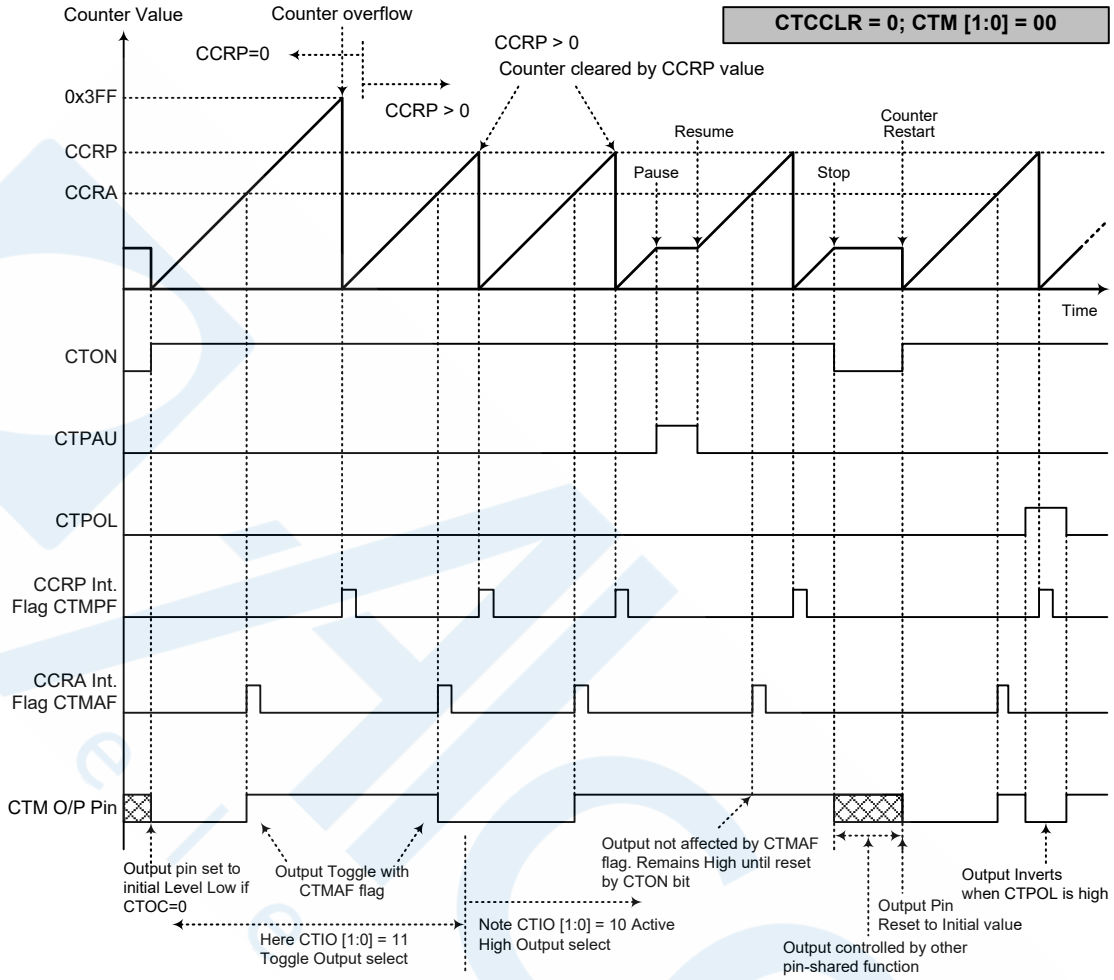 Counter Value
Counter overflow
CTCCLR = 0; CTM [1:0] = 00
CCRP=0
CCRP > 0
CCRP > 0
Counter cleared by CCRP value
0x3FF
CCRP
CCRA
Pause
Resume
Stop
Counter
Restart
Time
CTON
CTPAU
CTPOL
CCRP Int.
Flag CTMPF
CCRA Int.
Flag CTMAF
CTM O/P Pin
Output pin set to
initial Level Low if
CTOC=0
Output Toggle with
CTMAF flag
Here CTIO [1:0] = 11
Toggle Output select
Note CTIO [1:0] = 10 Active
High Output select
Output not affected by CTMAF
flag. Remains High until reset
by CTON bit
Output controlled by other
pin-shared function
Output Pin
Reset to Initial value
Output Inverts
when CTPOL is high